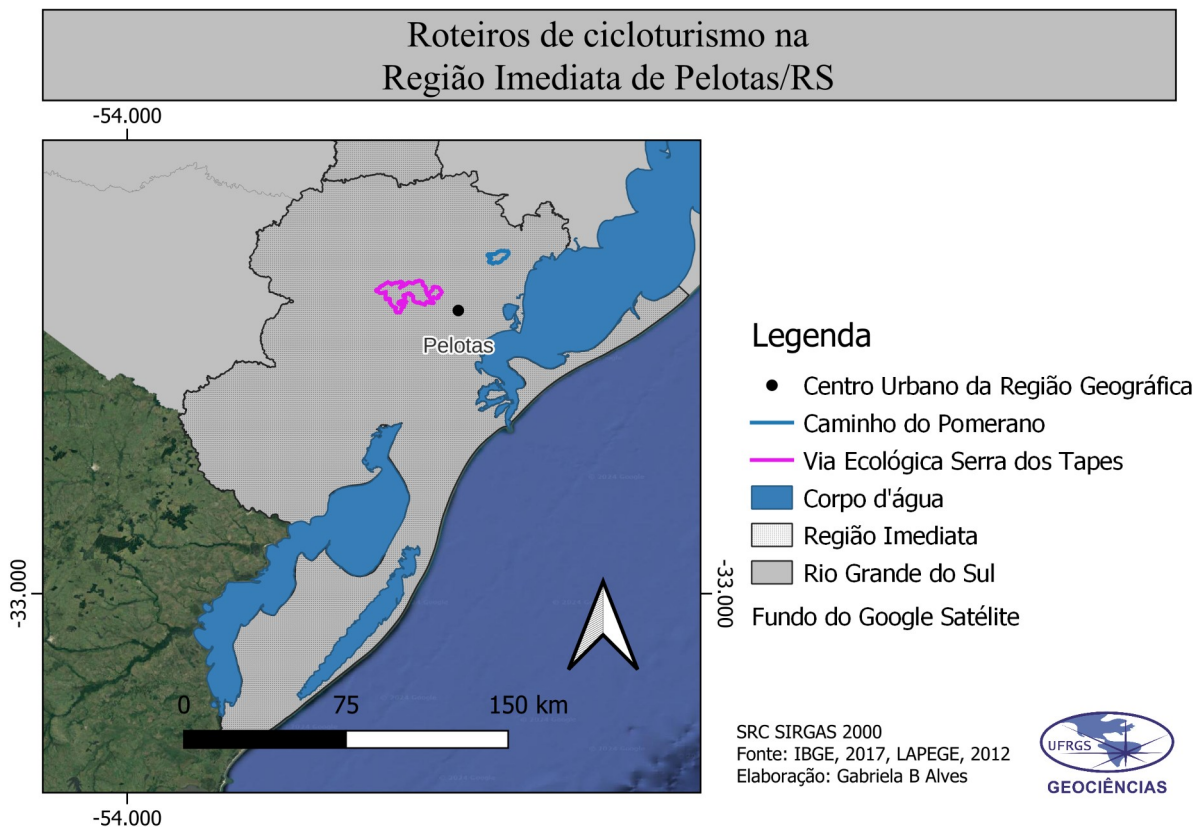 Roteiros de cicloturismo na
Região Imediata de Pelotas/RS
-54.000
Pelotas
-33.000
-33.000
0 75 150 km
-54.000
Legenda
Centro Urbano da Região Geográfica
Caminho do Pomerano
Via Ecológica Serra dos Tapes
Corpo d'água
Região Imediata
Rio Grande do Sul
Fundo do Google Satélite
SRC SIRGAS 2000
Fonte: IBGE, 2017, LAPEGE, 2012
Elaboração: Gabriela B Alves
UFRGS
GEOCIÊNCIAS